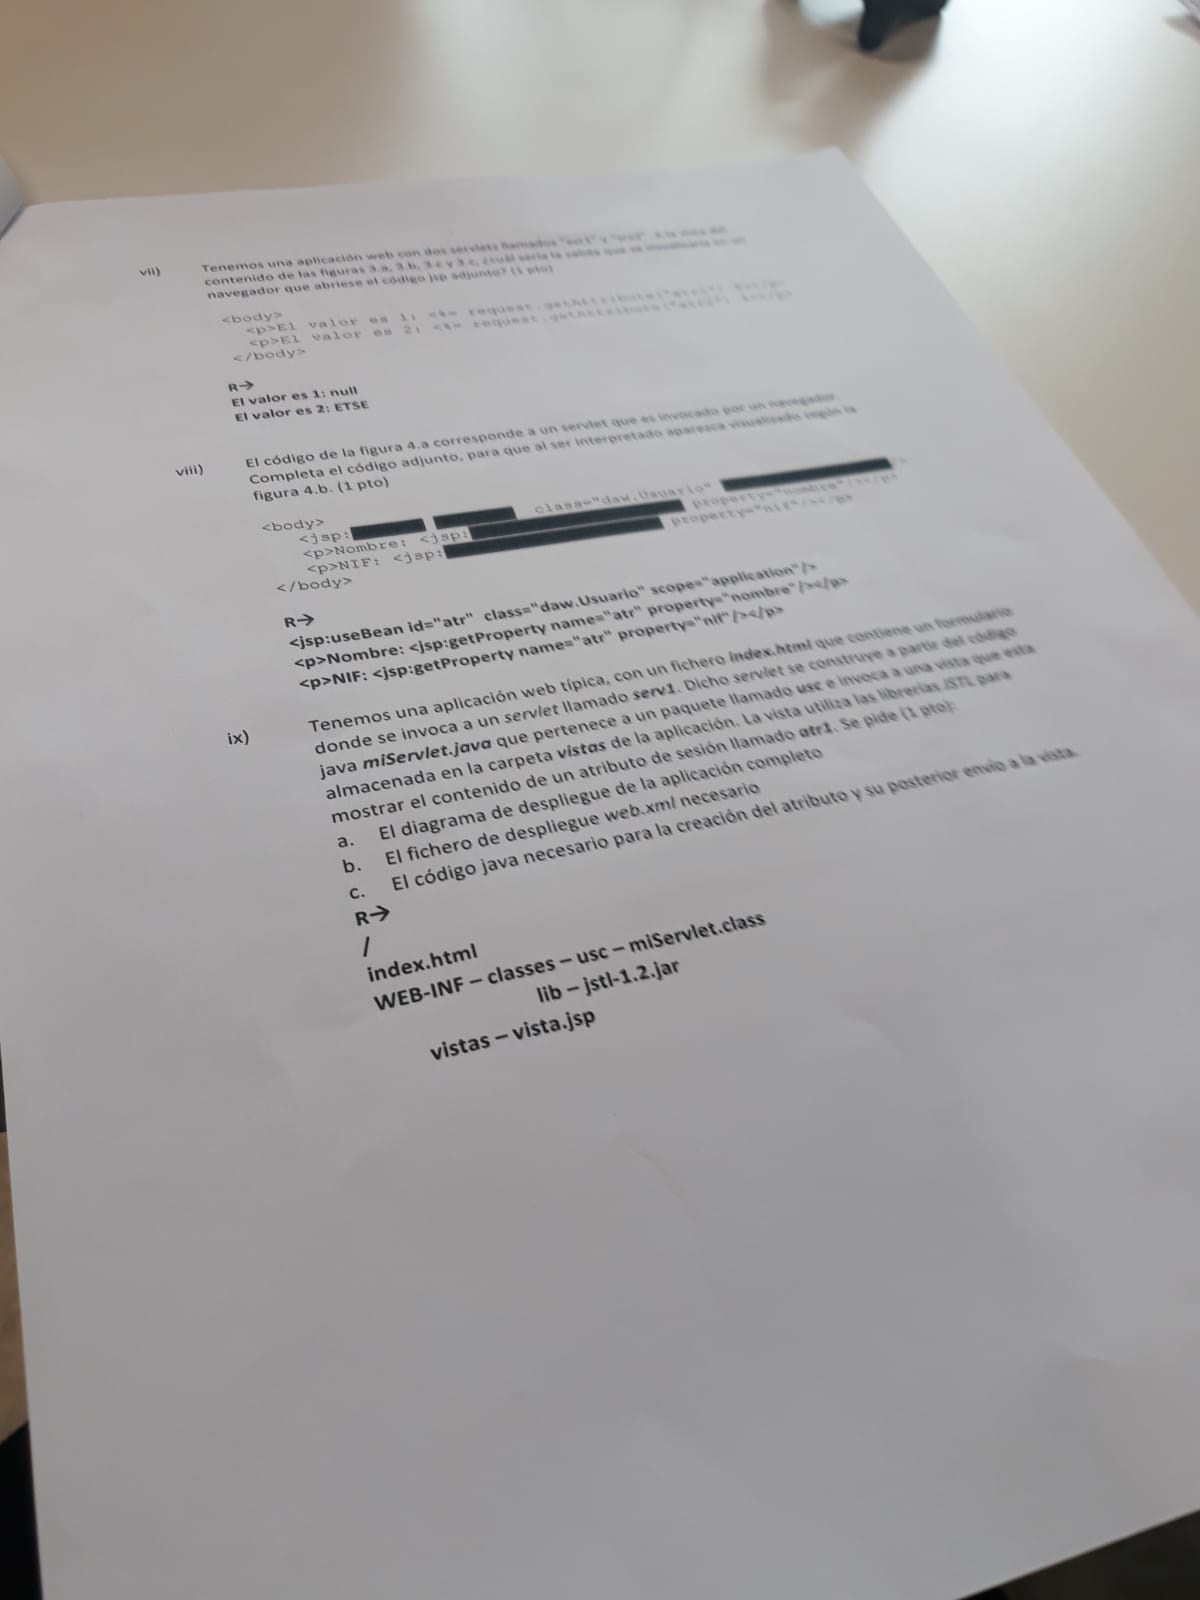 vii) Tenemos una aplicación web con dos servlets llamados "svr1" y A la vista del
contenido de las figuras 3.a, 3.b, 3.c y 3.c, ¿cuál sería la salida que se visualizaría en un
navegador que abriese el código jsp adjunto? (1 pto)
<body>
<p>El valor es 1: <%= request.getAttribute("atr1"); %></p>
<p>El valor es 2: <%= request.getAttribute("atr2"); %></p>
</body>
R→
El valor es 1: null
El valor es 2: ETSE
viii) El código de la figura 4.a corresponde a un servlet que es invocado por un navegador.
Completa el código adjunto, para que al ser interpretado aparezca visualizado según la
figura 4.b. (1 pto)
<body>
<jsp: class="daw.Usuario" />
<p>Nombre: <jsp: property="nombre"/></p>
<p>NIF: <jsp: property="nif"/></p>
</body>
R→
<jsp:useBean id="atr" class="daw.Usuario" scope="application"/>
<p>Nombre: <jsp:getProperty name="atr" property="nombre"/></p>
<p>NIF: <jsp:getProperty name="atr" property="nif"/></p>
ix) Tenemos una aplicación web típica, con un fichero index.html que contiene un formulario
donde se invoca a un servlet llamado serv1. Dicho servlet se construye a partir del código
java miServlet.java que pertenece a un paquete llamado usc e invoca a una vista que esta
almacenada en la carpeta vistas de la aplicación. La vista utiliza las librerías JSTL para
mostrar el contenido de un atributo de sesión llamado atr1. Se pide (1 pto):
a. El diagrama de despliegue de la aplicación completo
b. El fichero de despliegue web.xml necesario
c. El código java necesario para la creación del atributo y su posterior envío a la vista.
R→
/
index.html
WEB-INF – classes – usc – miServlet.class
lib – jstl-1.2.jar
vistas – vista.jsp